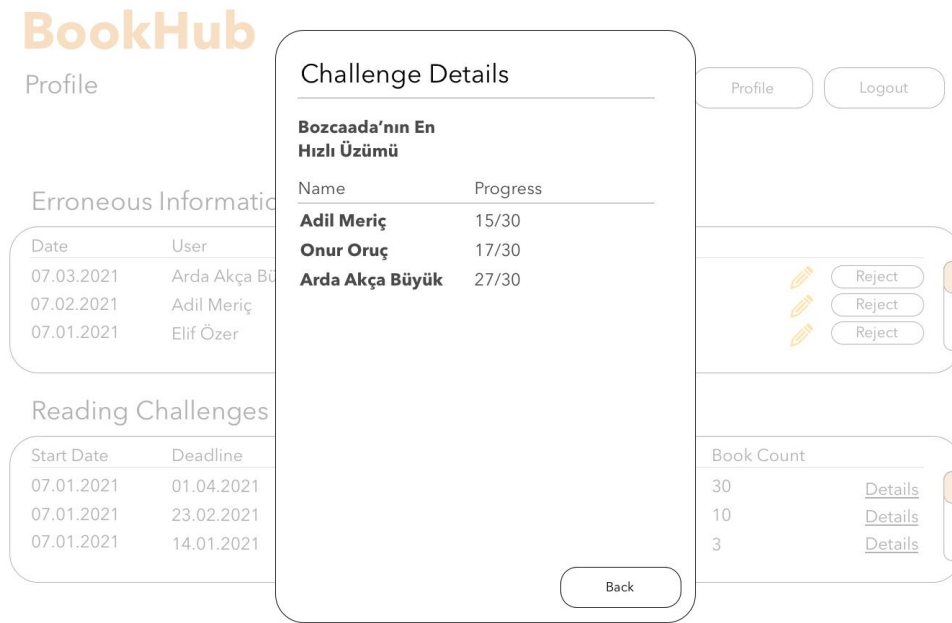 BookHub
Profile
Profile
Logout
Challenge Details
Bozcaada’nın En
Hızlı Üzümü
Name Progress
Adil Meriç 15/30
Onur Oruç 17/30
Arda Akça Büyük 27/30
Back
Erroneous
Date User
07.03.2021 Arda Akça Reject
07.02.2021 Adil Meriç Reject
07.01.2021 Elif Özer Reject
Reading Challenges
Start Date Deadline Book Count
07.01.2021 01.04.2021 30 Details
07.01.2021 23.02.2021 10 Details
07.01.2021 14.01.2021 3 Details